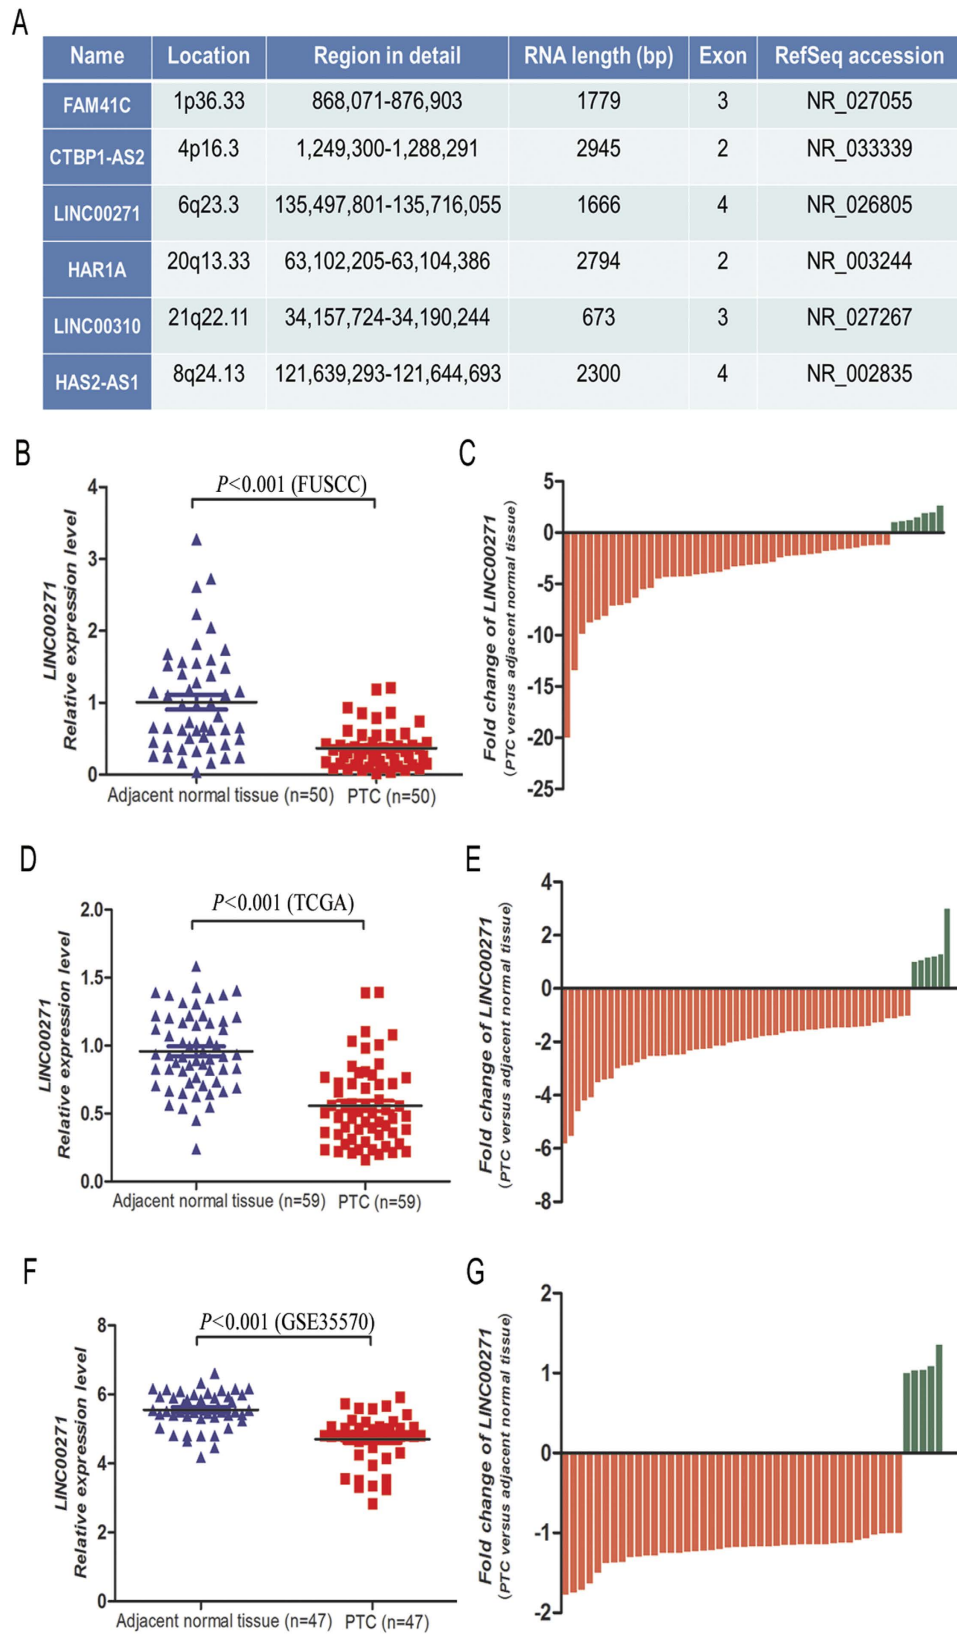 A
Name Location Region in detail RNA length (bp) Exon RefSeq accession
FAM41C 1p36.33 868,071-876,903 1779 3 NR_027055
CTBP1-AS2 4p16.3 1,249,300-1,288,291 2945 2 NR_033339
LINC00271 6q23.3 135,497,801-135,716,055 1666 4 NR_026805
HAR1A 20q13.33 63,102,205-63,104,386 2794 2 NR_003244
LINC00310 21q22.11 34,157,724-34,190,244 673 3 NR_027267
HAS2-AS1 8q24.13 121,639,293-121,644,693 2300 4 NR_002835
B
P<0.001 (FUSCC)
LINC00271
Relative expression level
4
3
2
1
0
Adjacent normal tissue (n=50) PTC (n=50)
C
Fold change of LINC00271
(PTC versus adjacent normal tissue)
5
0
-5
-10
-15
-20
-25
D
P<0.001 (TCGA)
LINC00271
Relative expression level
2.0
1.5
1.0
0.5
0.0
Adjacent normal tissue (n=59) PTC (n=59)
E
Fold change of LINC00271
(PTC versus adjacent normal tissue)
4
2
0
-2
-4
-6
-8
F
P<0.001 (GSE35570)
LINC00271
Relative expression level
8
6
4
2
0
Adjacent normal tissue (n=47) PTC (n=47)
G
Fold change of LINC00271
(PTC versus adjacent normal tissue)
2
1
0
-1
-2